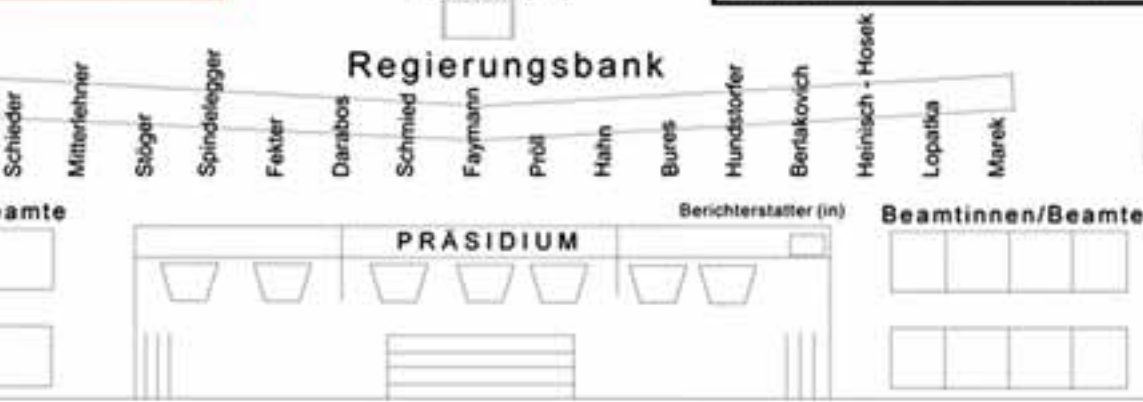 Regierungsbank
Schieder
Mitterlehner
Stöger
Spindelegger
Fekter
Darabos
Schmied
Faymann
Pröll
Hahn
Bures
Hundstorfer
Berlakovich
Heinisch - Hosek
Lopatka
Marek
eamte
Berichterstatter (in)
Beamtinnen/Beamte
PRÄSIDIUM